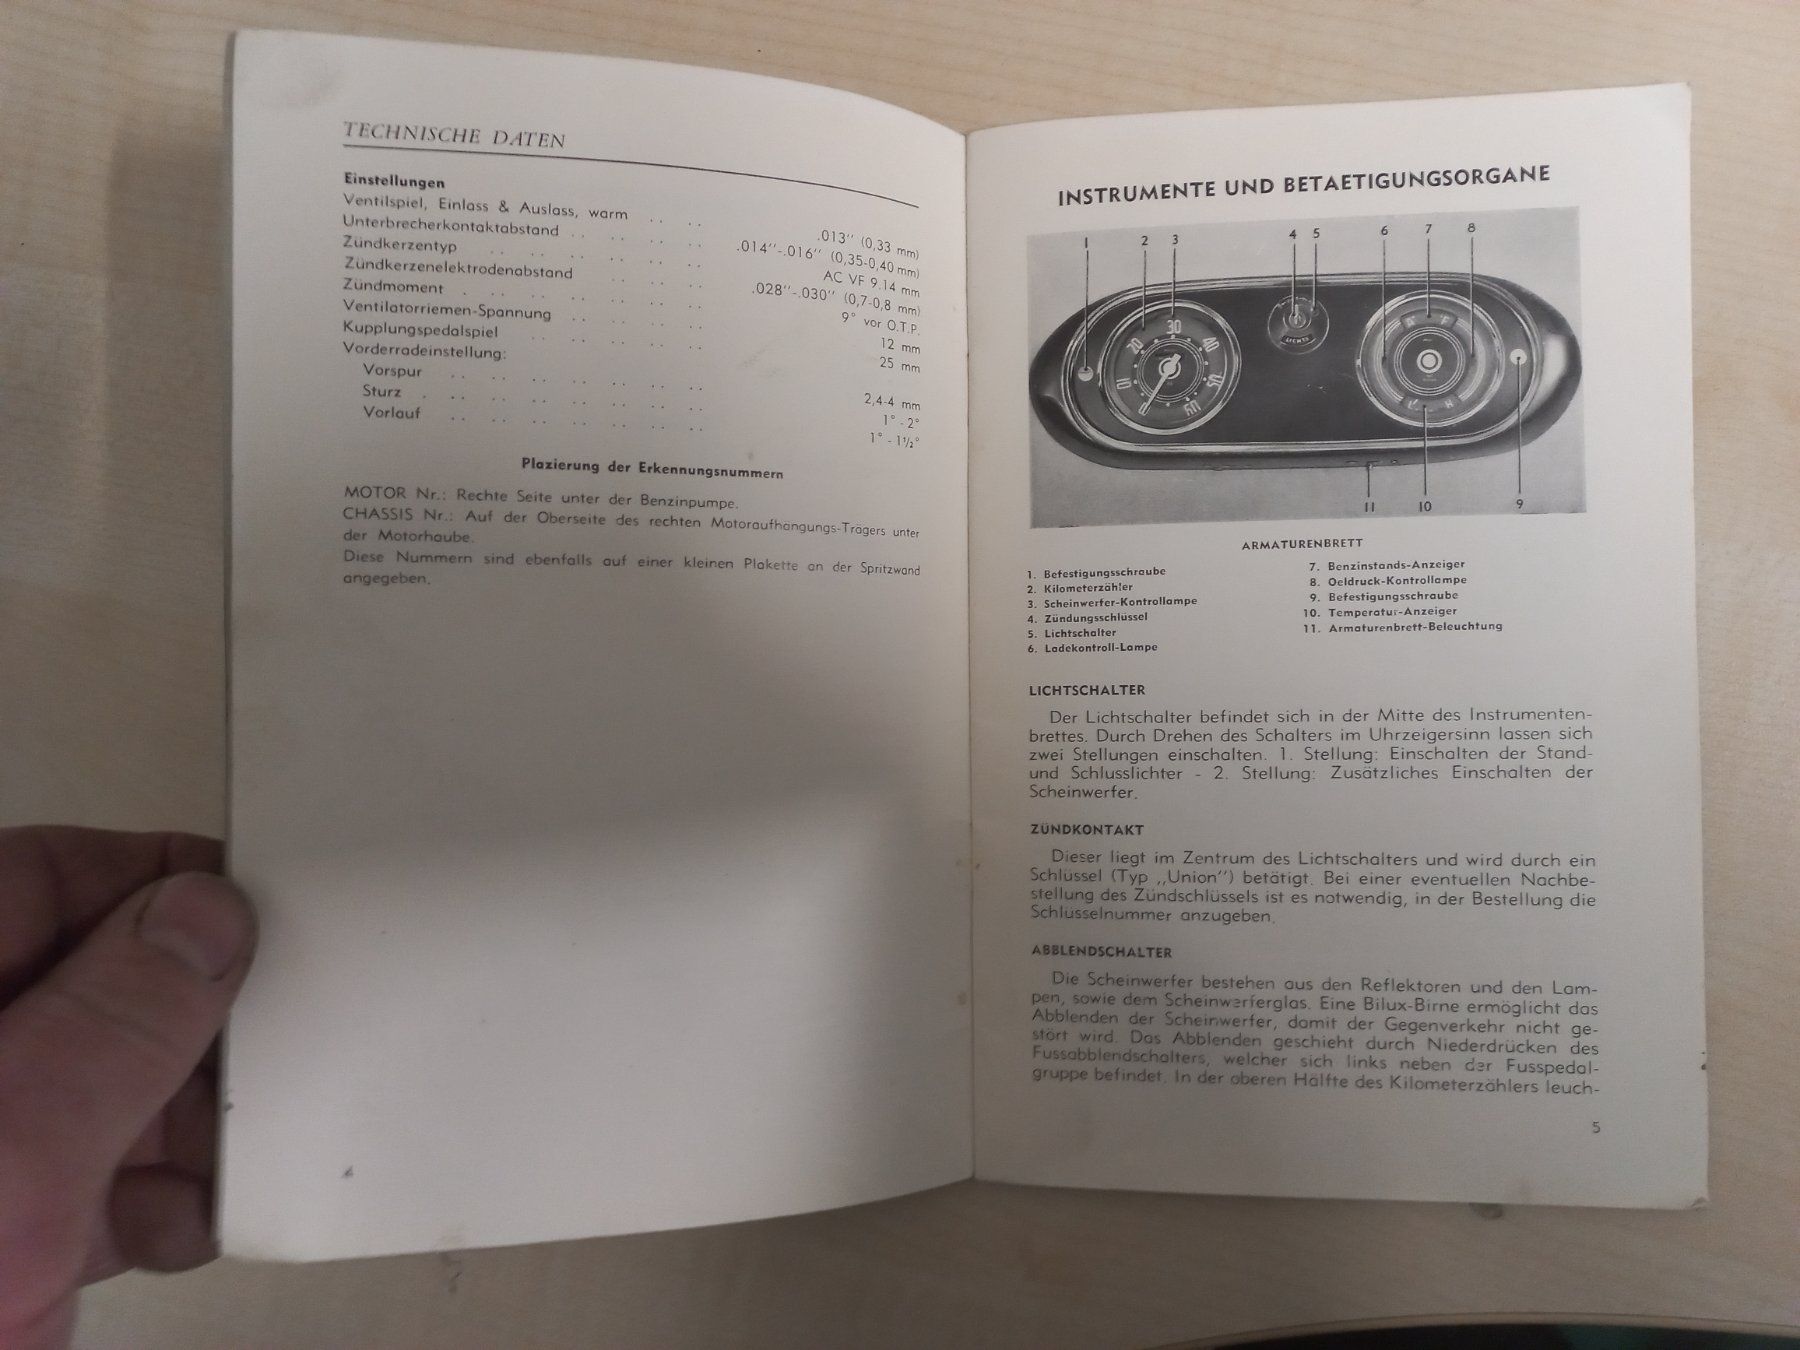 TECHNISCHE DATEN
Einstellungen
Ventilspiel, Einlass & Auslass, warm . . . . .013'' (0,33 mm)
Unterbrecherkontaktabstand . . . . . . . . .014''-.016'' (0,35-0,40 mm)
Zündkerzentyp . . . . . . . . . . . . AC VF 9.14 mm
Zündkerzenelektrodenabstand . . . . . . .028''-.030'' (0,7-0,8 mm)
Zündmoment . . . . . . . . . . . . . 9° vor O.T.P.
Ventilatorriemen-Spannung . . . . . . . . 12 mm
Kupplungspedalspiel . . . . . . . . . . 25 mm
Vorderradeinstellung:
Vorspur . . . . . . . . . . . . . . 2,4-4 mm
Sturz . . . . . . . . . . . . . . . 1° - 2°
Vorlauf . . . . . . . . . . . . . . 1° - 1½°
Plazierung der Erkennungsnummern
MOTOR Nr.: Rechte Seite unter der Benzinpumpe.
CHASSIS Nr.: Auf der Oberseite des rechten Motoraufhangungs-Trägers unter
der Motorhaube.
Diese Nummern sind ebenfalls auf einer kleinen Plakette an der Spritzwand
angegeben.
4
INSTRUMENTE UND BETAETIGUNGSORGANE
1 2 3 4 5 6 7 8
0 10 20 30 40 50 60
LICHTS
F
H
11 10 9
ARMATURENBRETT
1. Befestigungsschraube
2. Kilometerzähler
3. Scheinwerfer-Kontrollampe
4. Zündungsschlüssel
5. Lichtschalter
6. Ladekontroll-Lampe
7. Benzinstands-Anzeiger
8. Oeldruck-Kontrollampe
9. Befestigungsschraube
10. Temperatur-Anzeiger
11. Armaturenbrett-Beleuchtung
LICHTSCHALTER
Der Lichtschalter befindet sich in der Mitte des Instrumenten-
brettes. Durch Drehen des Schalters im Uhrzeigersinn lassen sich
zwei Stellungen einschalten. 1. Stellung: Einschalten der Stand-
und Schlusslichter - 2. Stellung: Zusätzliches Einschalten der
Scheinwerfer.
ZÜNDKONTAKT
Dieser liegt im Zentrum des Lichtschalters und wird durch ein
Schlüssel (Typ ,,Union'') betätigt. Bei einer eventuellen Nachbe-
stellung des Zündschlüssels ist es notwendig, in der Bestellung die
Schlüsselnummer anzugeben.
ABBLENDSCHALTER
Die Scheinwerfer bestehen aus den Reflektoren und den Lam-
pen, sowie dem Scheinwerferglas. Eine Bilux-Birne ermöglicht das
Abblenden der Scheinwerfer, damit der Gegenverkehr nicht ge-
stört wird. Das Abblenden geschieht durch Niederdrücken des
Fussabblendschalters, welcher sich links neben der Fusspedal-
gruppe befindet. In der oberen Hälfte des Kilometerzählers leuch-
5